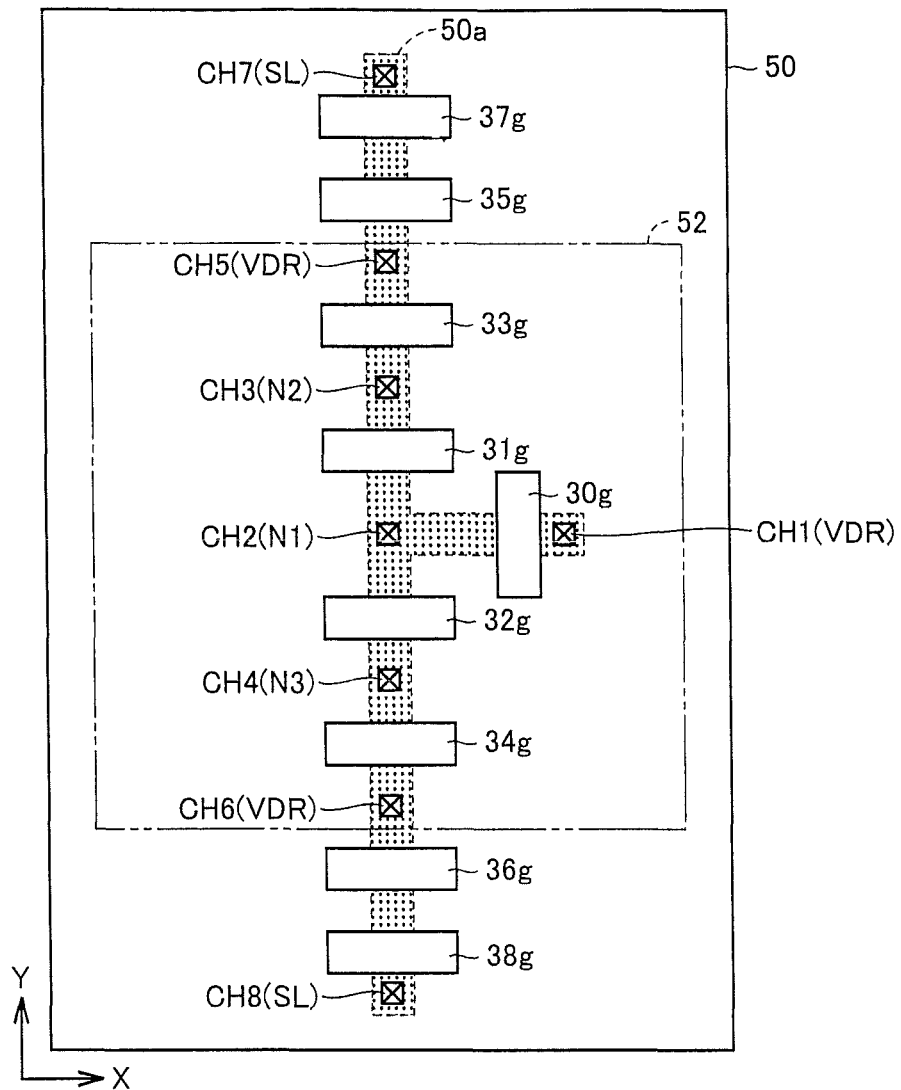 50a
50
CH7(SL)
37g
35g
52
CH5(VDR)
33g
CH3(N2)
31g
30g
CH2(N1)
CH1(VDR)
32g
CH4(N3)
34g
CH6(VDR)
36g
38g
CH8(SL)
Y
X